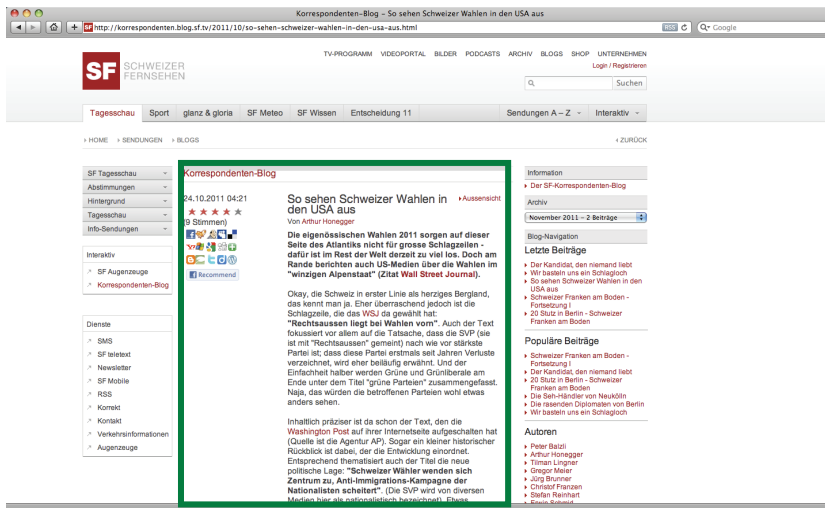 Korrespondenten-Blog – So sehen Schweizer Wahlen in den USA aus
http://korrespondenten.blog.sf.tv/2011/10/so-sehen-schweizer-wahlen-in-den-usa-aus.html
RSS
Google
TV-PROGRAMM VIDEOPORTAL BILDER PODCASTS ARCHIV BLOGS SHOP UNTERNEHMEN
Login / Registrieren
SF SCHWEIZER
FERNSEHEN
Suchen
Tagesschau Sport glanz & gloria SF Meteo SF Wissen Entscheidung 11 Sendungen A – Z Interaktiv
HOME SENDUNGEN BLOGS ZURÜCK
SF Tagesschau
Abstimmungen
Hintergrund
Tagesschau
Info-Sendungen
Interaktiv
SF Augenzeuge
Korrespondenten-Blog
Dienste
SMS
SF teletext
Newsletter
SF Mobile
RSS
Korrekt
Kontakt
Verkehrsinformationen
Augenzeuge
Korrespondenten-Blog
24.10.2011 04:21
(9 Stimmen)
Recommend
So sehen Schweizer Wahlen in
den USA aus
Aussensicht
Von Arthur Honegger
Die eigenössischen Wahlen 2011 sorgen auf dieser
Seite des Atlantiks nicht für grosse Schlagzeilen -
dafür ist im Rest der Welt derzeit zu viel los. Doch am
Rande berichten auch US-Medien über die Wahlen im
"winzigen Alpenstaat" (Zitat Wall Street Journal).
Okay, die Schweiz in erster Linie als herziges Bergland,
das kennt man ja. Eher überraschend jedoch ist die
Schlagzeile, die das WSJ da gewählt hat:
"Rechtsaussen liegt bei Wahlen vorn". Auch der Text
fokussiert vor allem auf die Tatsache, dass die SVP (sie
ist mit "Rechtsaussen" gemeint) nach wie vor stärkste
Partei ist; dass diese Partei erstmals seit Jahren Verluste
verzeichnet, wird eher beiläufig erwähnt. Und der
Einfachheit halber werden Grüne und Grünliberale am
Ende unter dem Titel "grüne Parteien" zusammengefasst.
Naja, das würden die betroffenen Parteien wohl etwas
anders sehen.
Inhaltlich präziser ist da schon der Text, den die
Washington Post auf ihrer Internetseite aufgeschalten hat
(Quelle ist die Agentur AP). Sogar ein kleiner historischer
Rückblick ist dabei, der die Entwicklung einordnet.
Entsprechend thematisiert auch der Titel die neue
politische Lage: "Schweizer Wähler wenden sich
Zentrum zu, Anti-Immigrations-Kampagne der
Nationalisten scheitert". (Die SVP wird von diversen
Medien hier als nationalistisch bezeichnet). Etwas
Information
Der SF-Korrespondenten-Blog
Archiv
November 2011 – 2 Beiträge
Blog-Navigation
Letzte Beiträge
Der Kandidat, den niemand liebt
Wir basteln uns ein Schlagloch
So sehen Schweizer Wahlen in den
USA aus
Schweizer Franken am Boden -
Fortsetzung I
20 Stutz in Berlin - Schweizer
Franken am Boden
Populäre Beiträge
Schweizer Franken am Boden -
Fortsetzung I
Der Kandidat, den niemand liebt
20 Stutz in Berlin - Schweizer
Franken am Boden
Die Seh-Händler von Neukölln
Die rasenden Diplomaten von Berlin
Wir basteln uns ein Schlagloch
Autoren
Peter Balzli
Arthur Honegger
Tilman Lingner
Gregor Meier
Jürg Brunner
Christof Franzen
Stefan Reinhart
Erwin Schmid